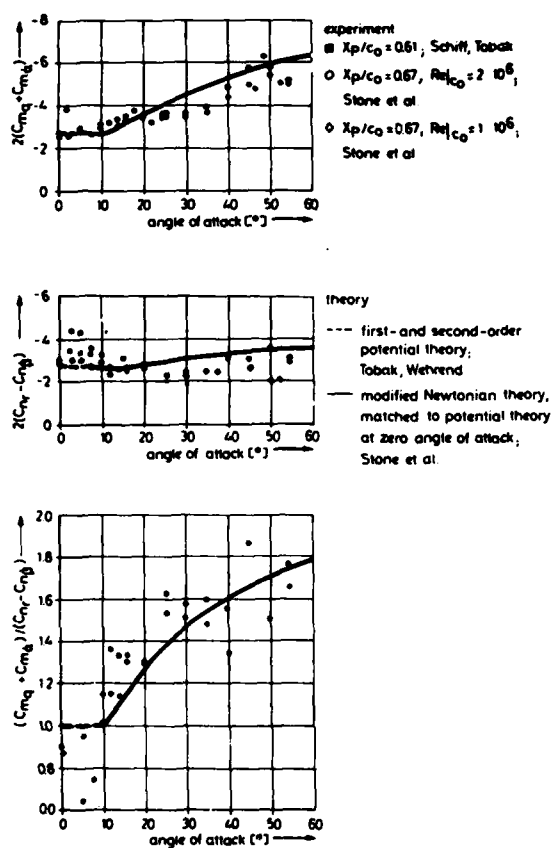 -8
-6
-4
-2
0
2(Cmq + Cmα̇)
0 10 20 30 40 50 60
angle of attack [°]
experiment
Xp/c0 = 0.61 ; Schiff, Tobak
Xp/c0 = 0.67, Re|c0 = 2 10^6 ;
Stone et al
Xp/c0 = 0.67, Re|c0 = 1 10^6 ;
Stone et al
-6
-4
-2
0
2(Cnr - Cnβ̇)
0 10 20 30 40 50 60
angle of attack [°]
theory
first- and second-order
potential theory;
Tobak, Wehrend
modified Newtonian theory,
matched to potential theory
at zero angle of attack;
Stone et al.
2.0
1.8
1.6
1.4
1.2
1.0
0.8
0.0
(Cmq + Cmα̇)/(Cnr - Cnβ̇)
0 10 20 30 40 50 60
angle of attack [°]